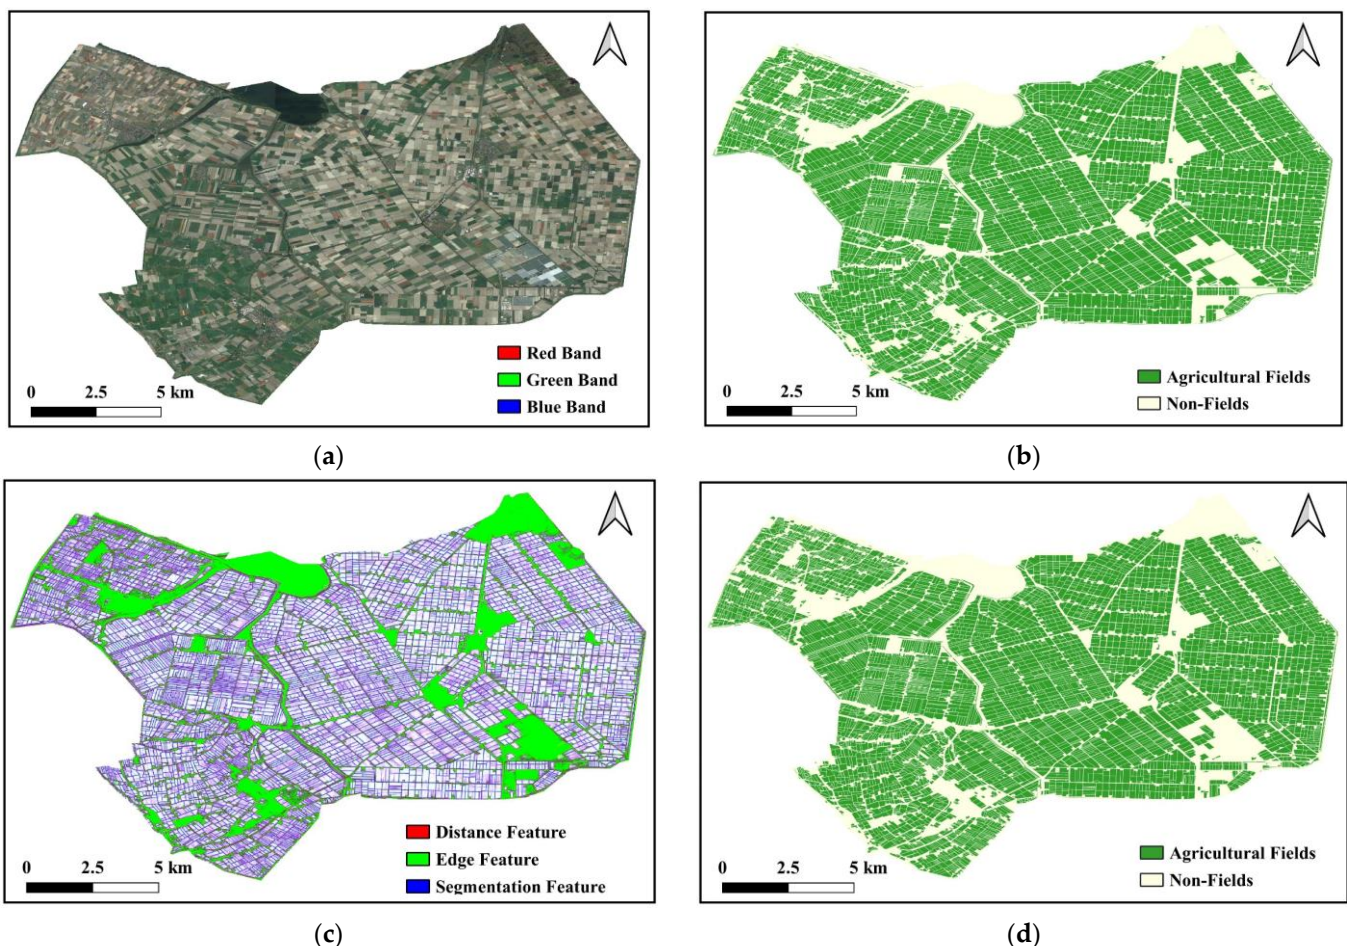 Red Band
Green Band
Blue Band
0 2.5 5 km
(a)
Agricultural Fields
Non-Fields
0 2.5 5 km
(b)
Distance Feature
Edge Feature
Segmentation Feature
0 2.5 5 km
(c)
Agricultural Fields
Non-Fields
0 2.5 5 km
(d)